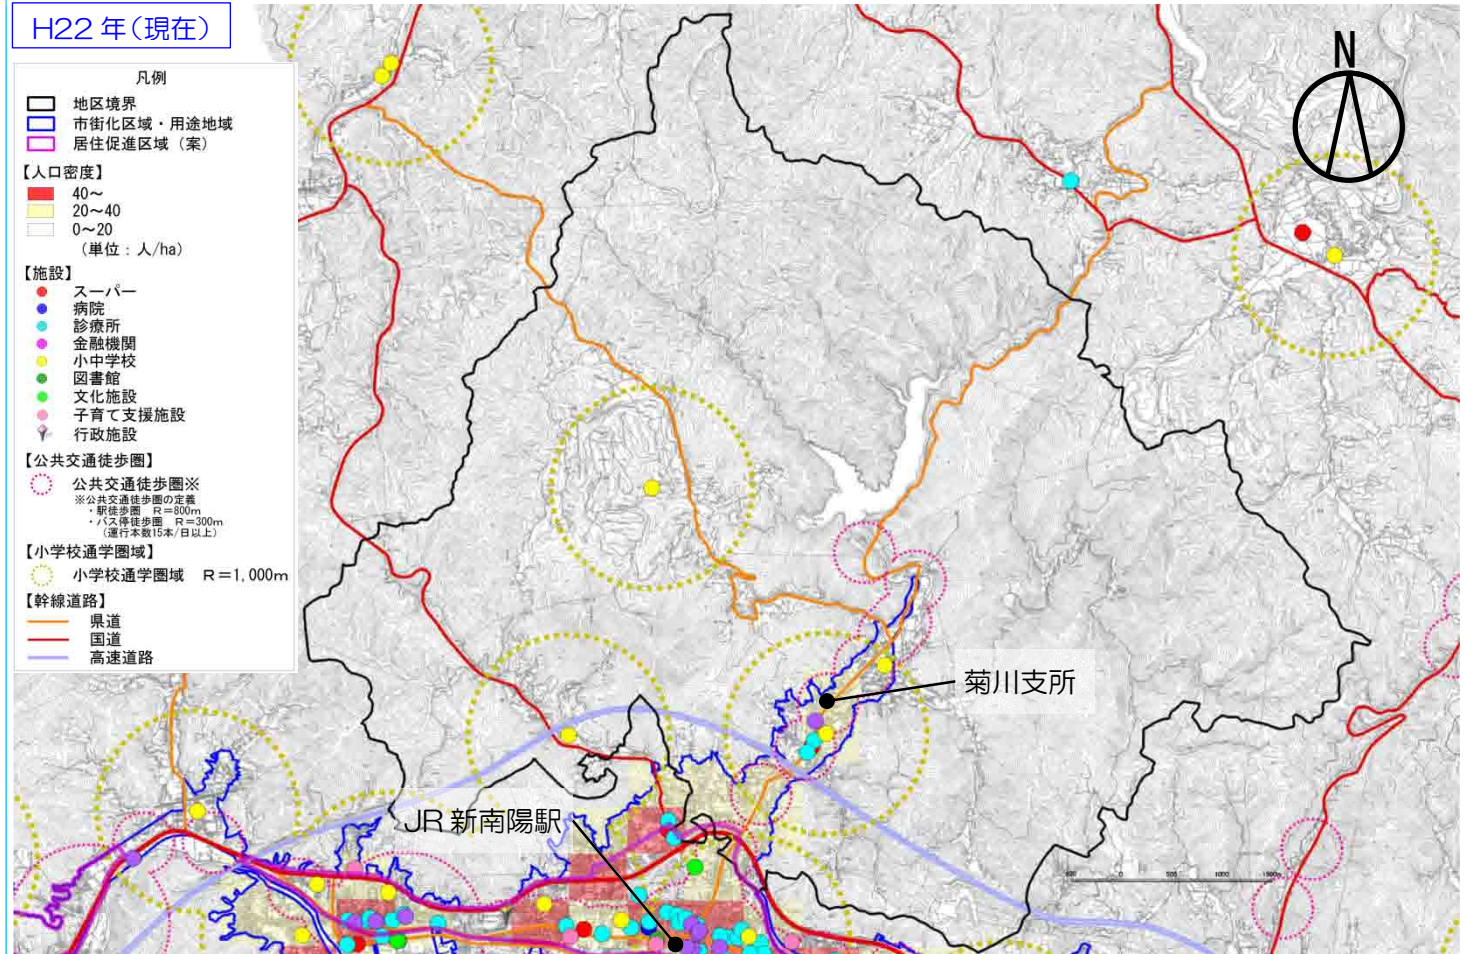 H22 年(現在)
N
凡例
地区境界
市街化区域・用途地域
居住促進区域（案）
【人口密度】
40～
20～40
0～20
（単位：人/ha）
【施設】
スーパー
病院
診療所
金融機関
小中学校
図書館
文化施設
子育て支援施設
行政施設
【公共交通徒歩圏】
公共交通徒歩圏※
※公共交通徒歩圏の定義
・駅徒歩圏 R=800m
・バス停徒歩圏 R=300m
（運行本数15本/日以上）
【小学校通学圏域】
小学校通学圏域 R=1,000m
【幹線道路】
県道
国道
高速道路
菊川支所
JR 新南陽駅
0 500 1000